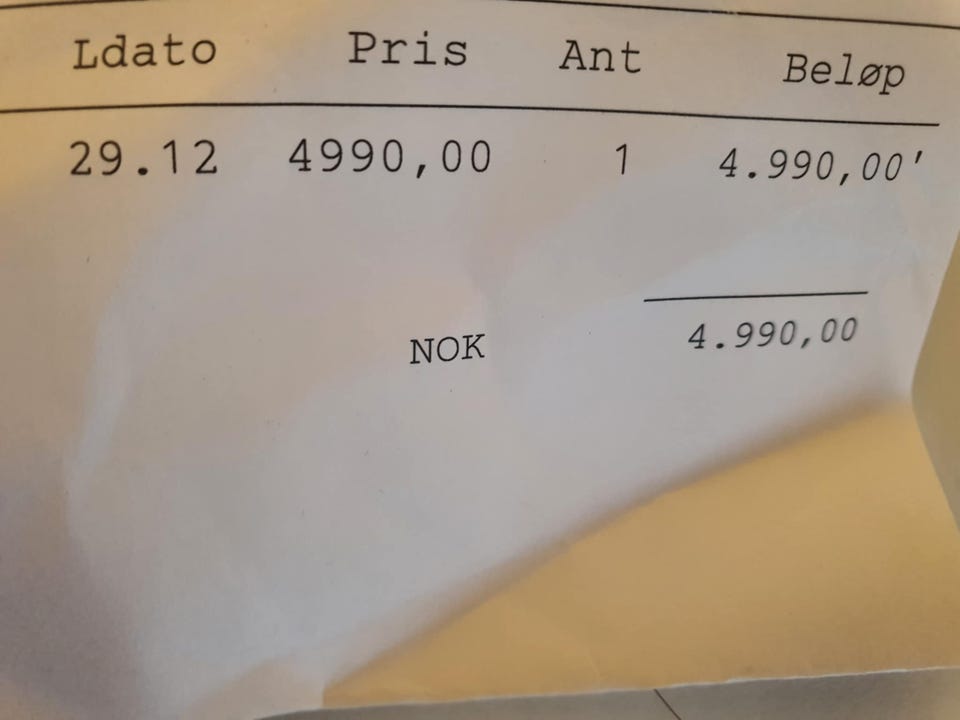 Ldato Pris Ant Beløp
29.12 4990,00 1 4.990,00'
NOK 4.990,00